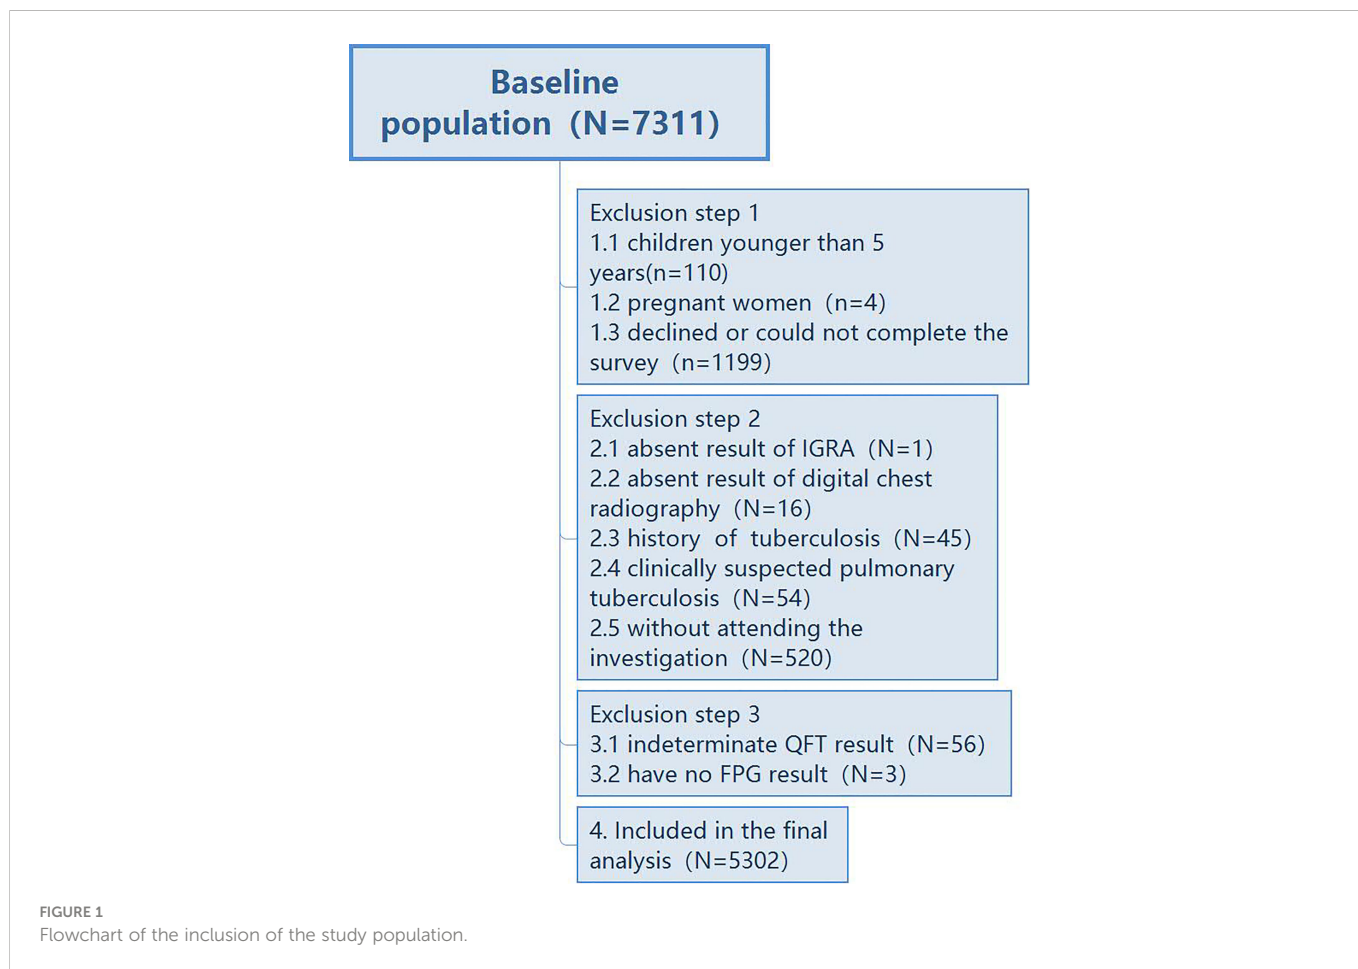 Baseline
population（N=7311）
Exclusion step 1
1.1 children younger than 5
years(n=110)
1.2 pregnant women（n=4）
1.3 declined or could not complete the
survey（n=1199）
Exclusion step 2
2.1 absent result of IGRA（N=1）
2.2 absent result of digital chest
radiography（N=16）
2.3 history of tuberculosis（N=45）
2.4 clinically suspected pulmonary
tuberculosis（N=54）
2.5 without attending the
investigation（N=520）
Exclusion step 3
3.1 indeterminate QFT result（N=56）
3.2 have no FPG result（N=3）
4. Included in the final
analysis（N=5302）
FIGURE 1
Flowchart of the inclusion of the study population.